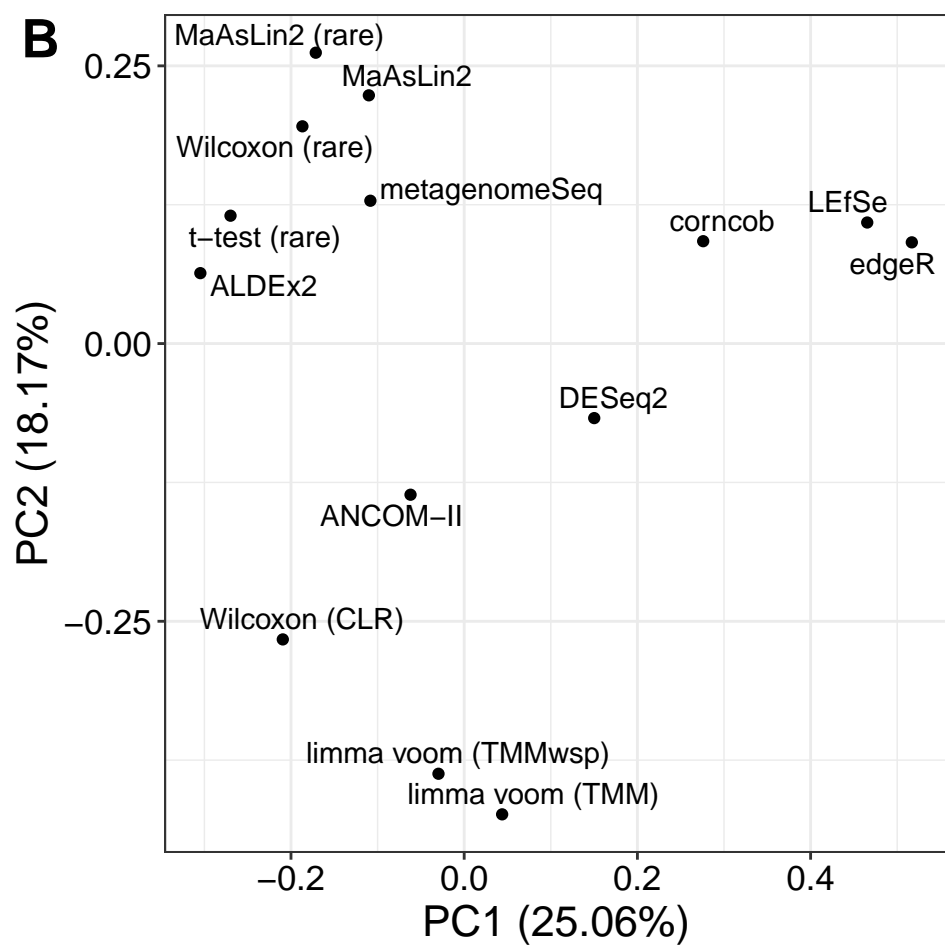 B
MaAsLin2 (rare)
MaAsLin2
Wilcoxon (rare)
metagenomeSeq
t−test (rare)
ALDEx2
corncob
LEfSe
edgeR
DESeq2
ANCOM−II
Wilcoxon (CLR)
limma voom (TMMwsp)
limma voom (TMM)
0.25
0.00
−0.25
PC2 (18.17%)
−0.2
0.0
0.2
0.4
PC1 (25.06%)